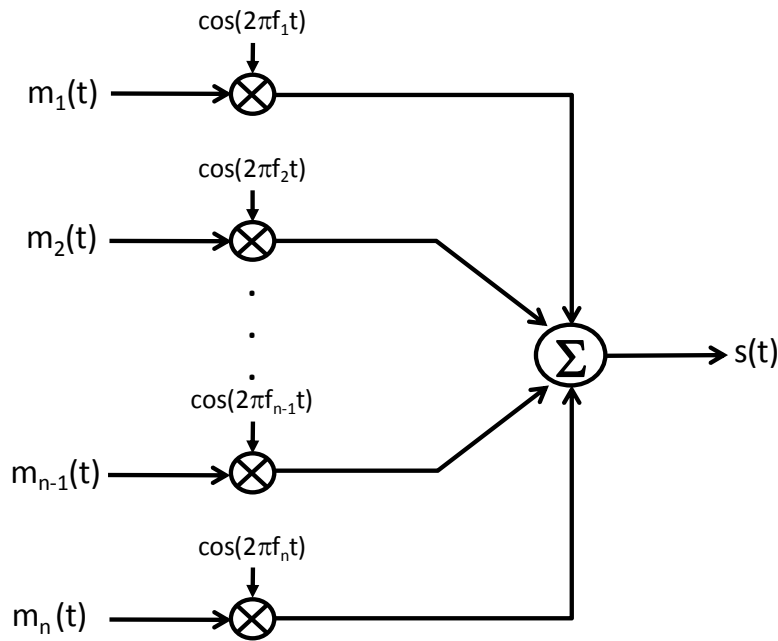 cos(2πf₁t)
m₁(t)
cos(2πf₂t)
m₂(t)
.
.
.
Σ
s(t)
cos(2πfₙ₋₁t)
mₙ₋₁(t)
cos(2πfₙt)
mₙ(t)